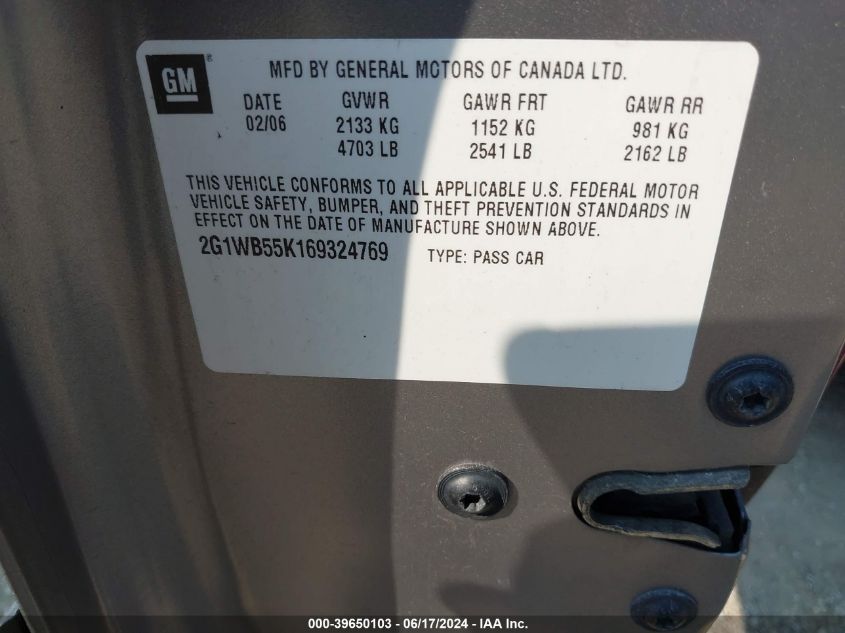 GM ®
MFD BY GENERAL MOTORS OF CANADA LTD.
DATE GVWR GAWR FRT GAWR RR
02/06 2133 KG 1152 KG 981 KG
4703 LB 2541 LB 2162 LB
THIS VEHICLE CONFORMS TO ALL APPLICABLE U.S. FEDERAL MOTOR
VEHICLE SAFETY, BUMPER, AND THEFT PREVENTION STANDARDS IN
EFFECT ON THE DATE OF MANUFACTURE SHOWN ABOVE.
2G1WB55K169324769 TYPE: PASS CAR
000-39650103 - 06/17/2024 - IAA Inc.